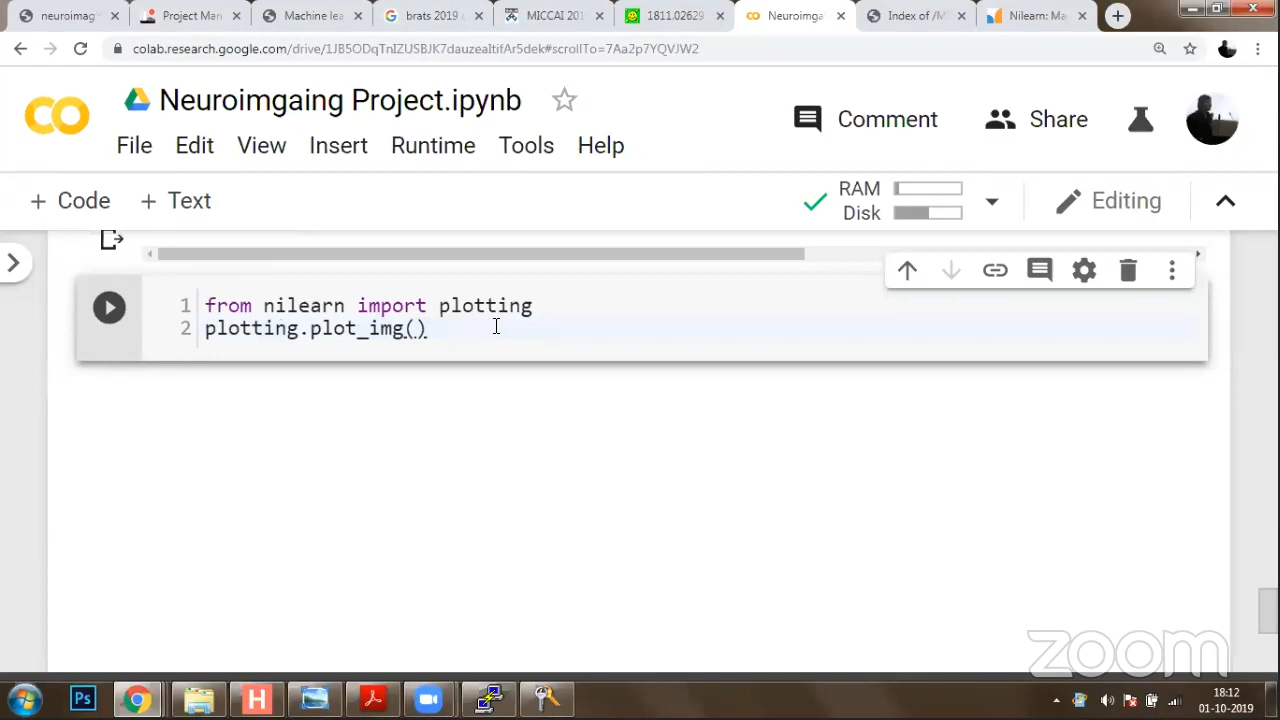 neuroimag
Project Man
Machine lea
brats 2019
MICCAI 201
1811.02629
Neuroimga
Index of /
Nilearn: Ma
colab.research.google.com/drive/1JB5ODqTnIZUSBJK7dauzeaItifAr5dek#scrollTo=7Aa2p7YQVJW2
CO
Neuroimgaing Project.ipynb
Comment
Share
File Edit View Insert Runtime Tools Help
+ Code + Text
RAM
Disk
Editing
1 from nilearn import plotting
2 plotting.plot_img()
zoom
Ps
H
18:12
01-10-2019